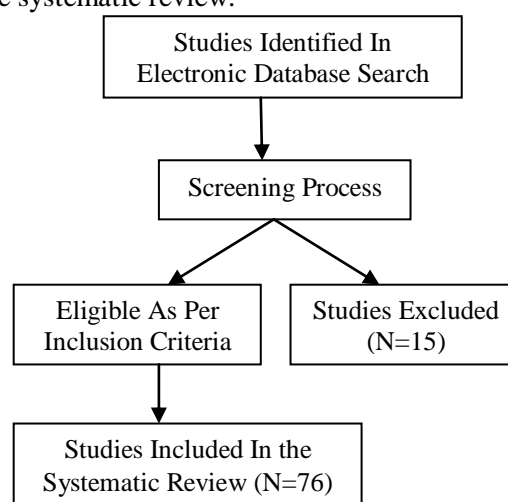 systematic review.
Studies Identified In
Electronic Database Search
Screening Process
Eligible As Per
Inclusion Criteria
Studies Excluded
(N=15)
Studies Included In the
Systematic Review (N=76)